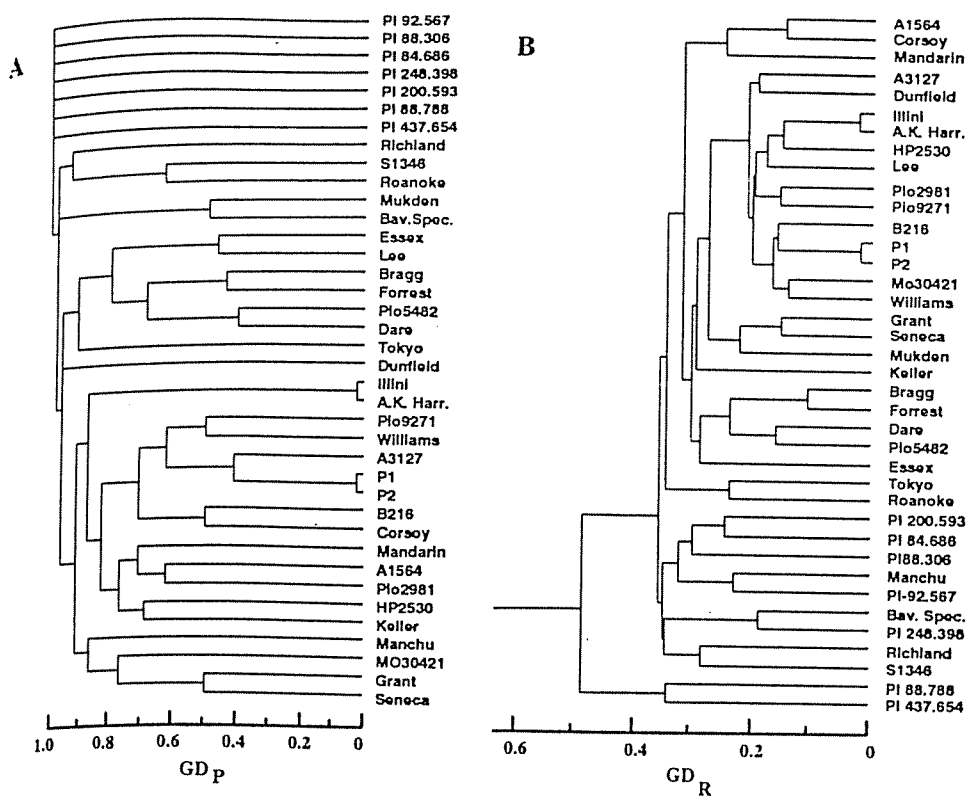 A
PI 92.567
PI 88.306
PI 84.686
PI 248.398
PI 200.593
PI 88.788
PI 437.654
Richland
S1346
Roanoke
Mukden
Bav.Spec.
Essex
Lee
Bragg
Forrest
Pio5482
Dare
Tokyo
Dunfield
Illini
A.K. Harr.
Pio9271
Williams
A3127
P1
P2
B216
Corsoy
Mandarin
A1564
Pio2981
HP2530
Keller
Manchu
MO30421
Grant
Seneca
1.0 0.8 0.6 0.4 0.2 0
GD P
B
A1564
Corsoy
Mandarin
A3127
Dunfield
Illini
A.K. Harr.
HP2530
Lee
Pio2981
Pio9271
B216
P1
P2
Mo30421
Williams
Grant
Seneca
Mukden
Keller
Bragg
Forrest
Dare
Pio5482
Essex
Tokyo
Roanoke
PI 200.593
PI 84.686
PI88.306
Manchu
PI-92.567
Bav. Spec.
PI 248.398
Richland
S1346
PI 88.788
PI 437.654
0.6 0.4 0.2 0
GD R